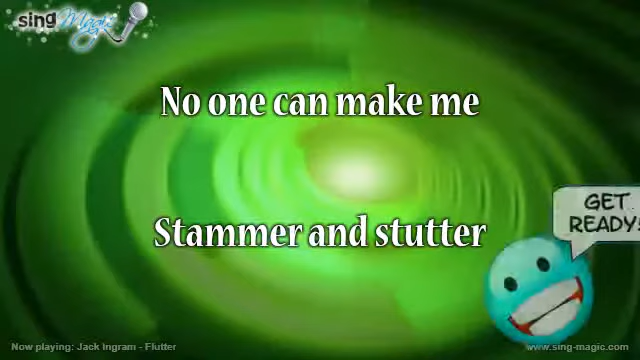 sing Magic
No one can make me
Stammer and stutter
GET
READY!
Now playing: Jack Ingram - Flutter
www.sing-magic.com